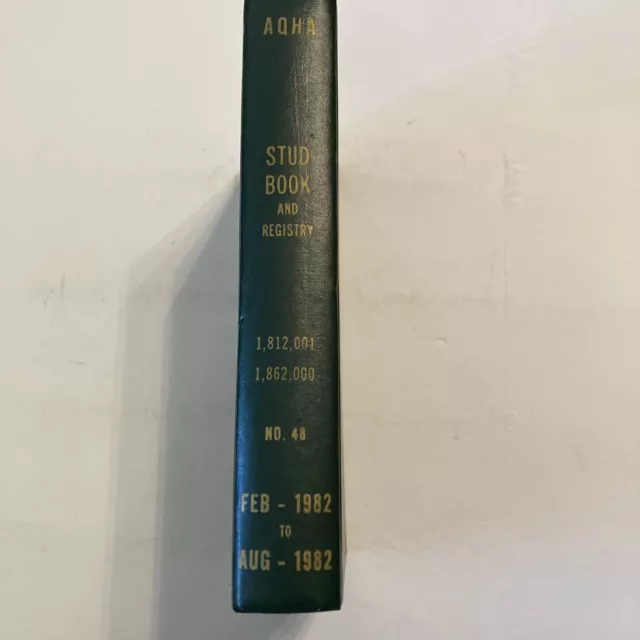 AQHA
STUD
BOOK
AND
REGISTRY
1,812,001
1,862,000
NO. 48
FEB - 1982
TO
AUG - 1982